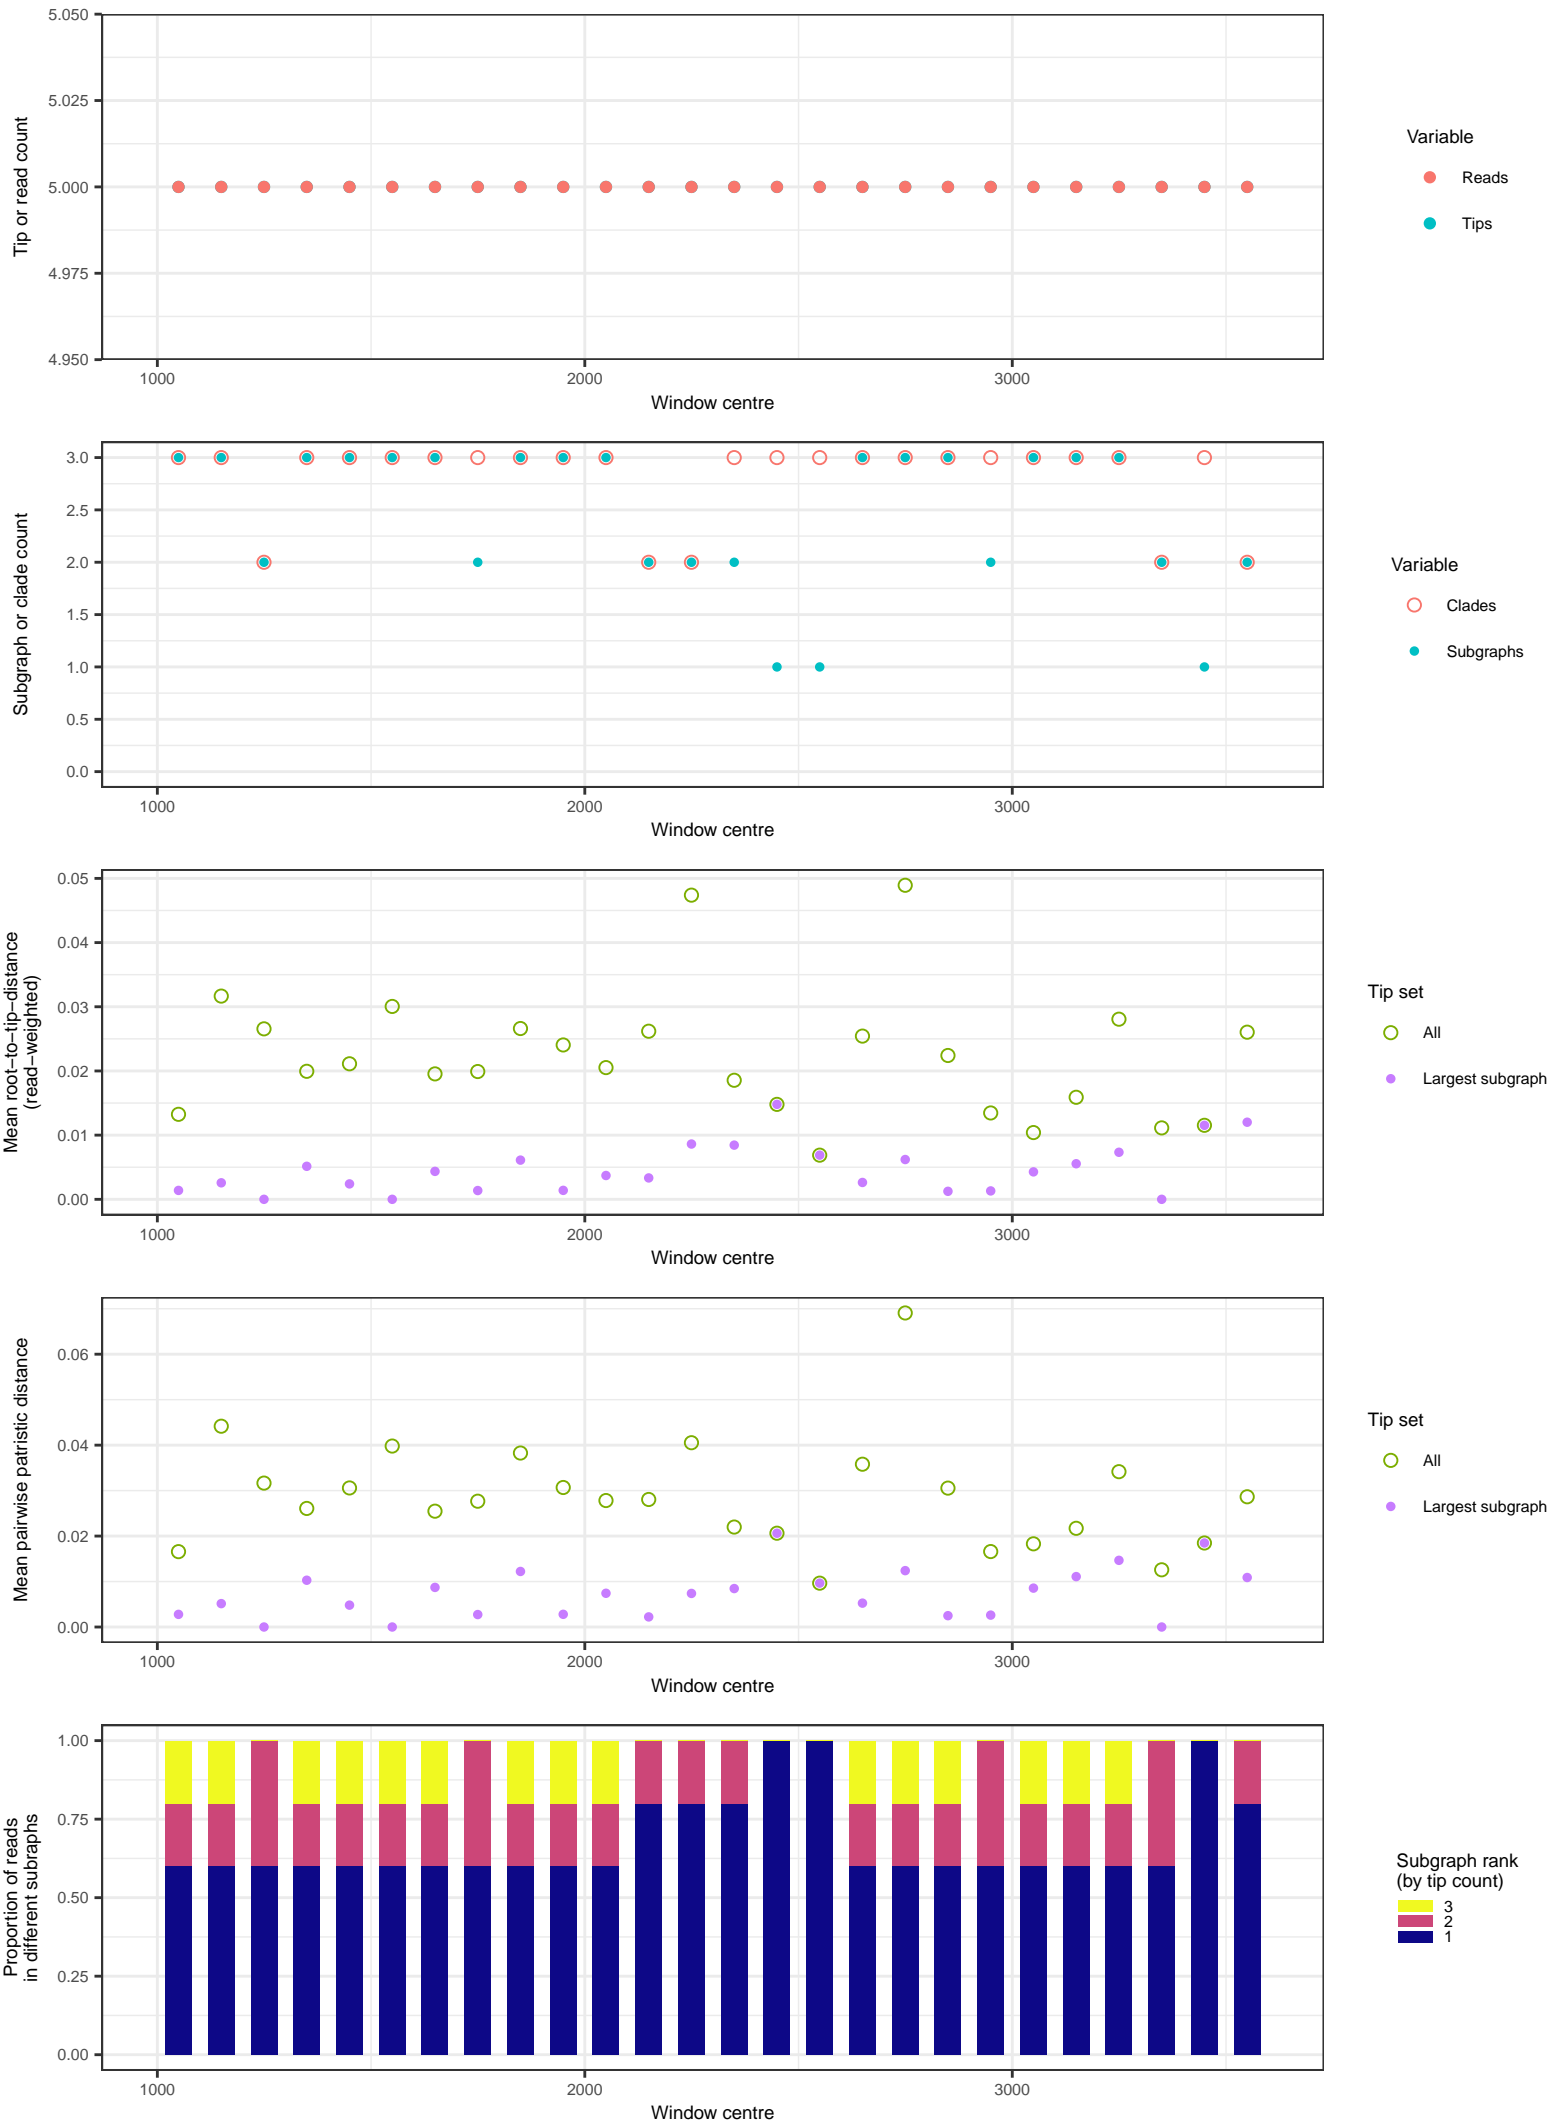 5.050
5.025
5.000
4.975
4.950
Tip or read count
1000 2000 3000
Window centre
Variable
Reads
Tips
3.0
2.5
2.0
1.5
1.0
0.5
0.0
Subgraph or clade count
1000 2000 3000
Window centre
Variable
Clades
Subgraphs
0.05
0.04
0.03
0.02
0.01
0.00
Mean root−to−tip−distance
(read−weighted)
1000 2000 3000
Window centre
Tip set
All
Largest subgraph
0.06
0.04
0.02
0.00
Mean pairwise patristic distance
1000 2000 3000
Window centre
Tip set
All
Largest subgraph
1.00
0.75
0.50
0.25
0.00
Proportion of reads
in different subraphs
1000 2000 3000
Window centre
Subgraph rank
(by tip count)
3
2
1